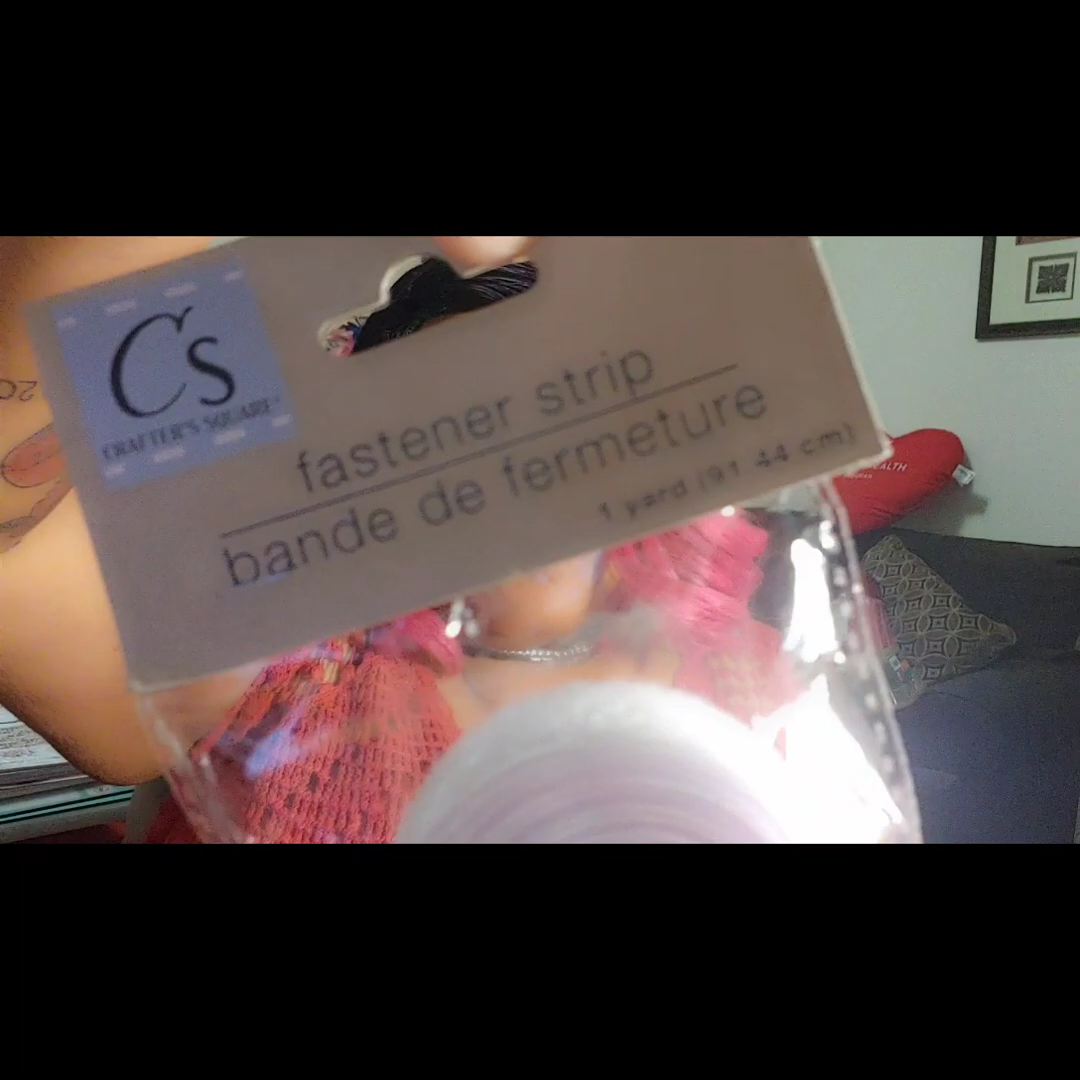 Cs
CRAFTER'S SQUARE
fastener strip
bande de fermeture
1 yard (91.44 cm)